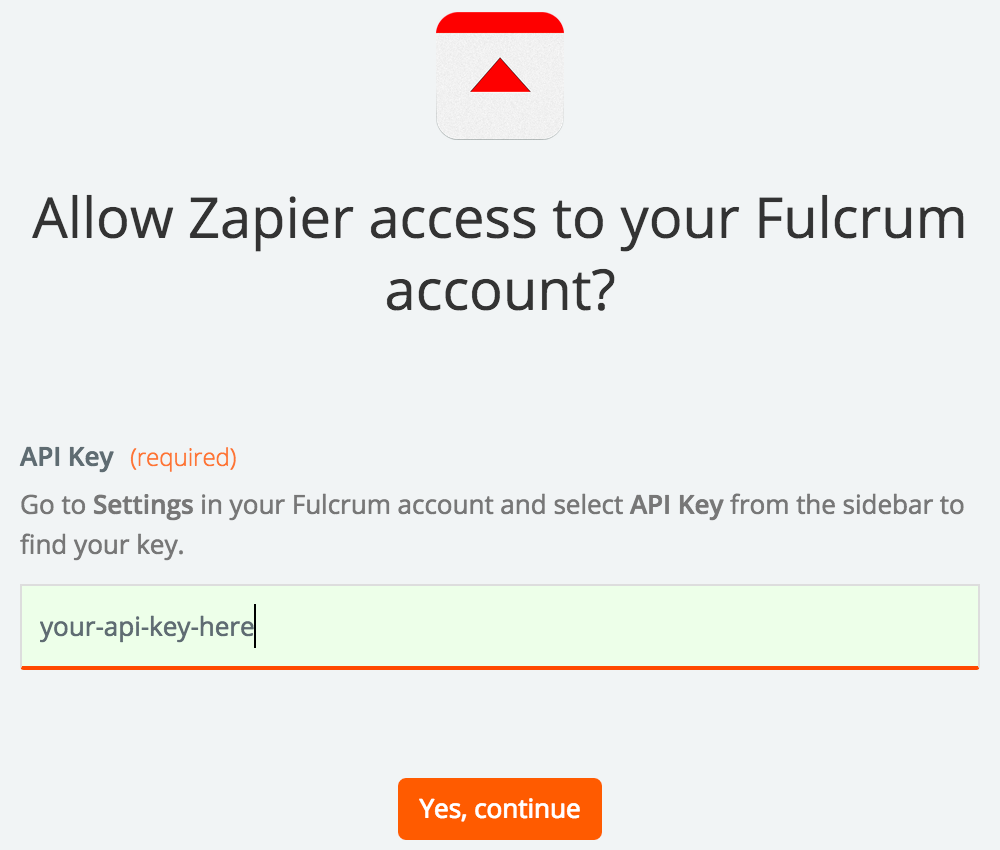 Allow Zapier access to your Fulcrum
account?
API Key (required)
Go to Settings in your Fulcrum account and select API Key from the sidebar to
find your key.
your-api-key-here
Yes, continue